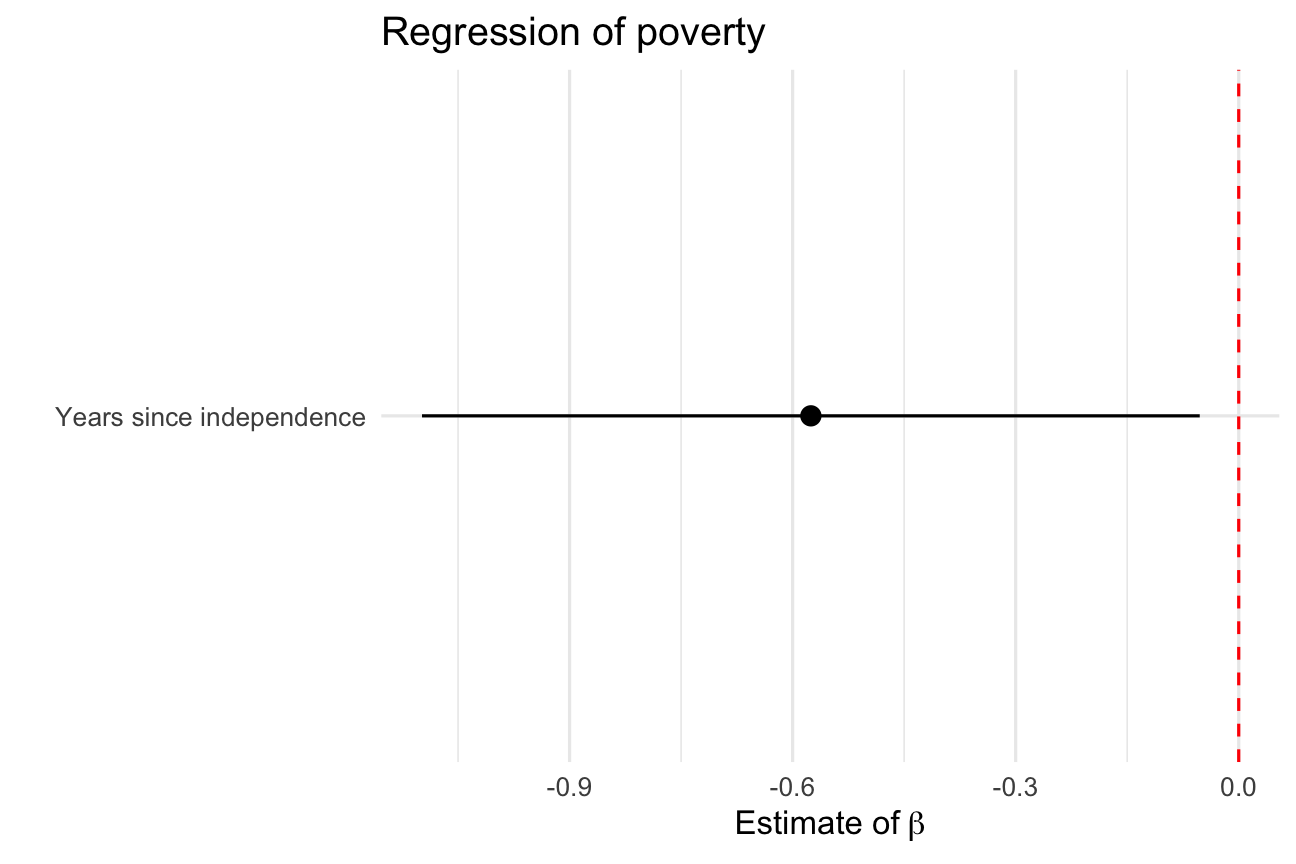 Regression of poverty
Years since independence
-0.9 -0.6 -0.3 0.0
Estimate of β